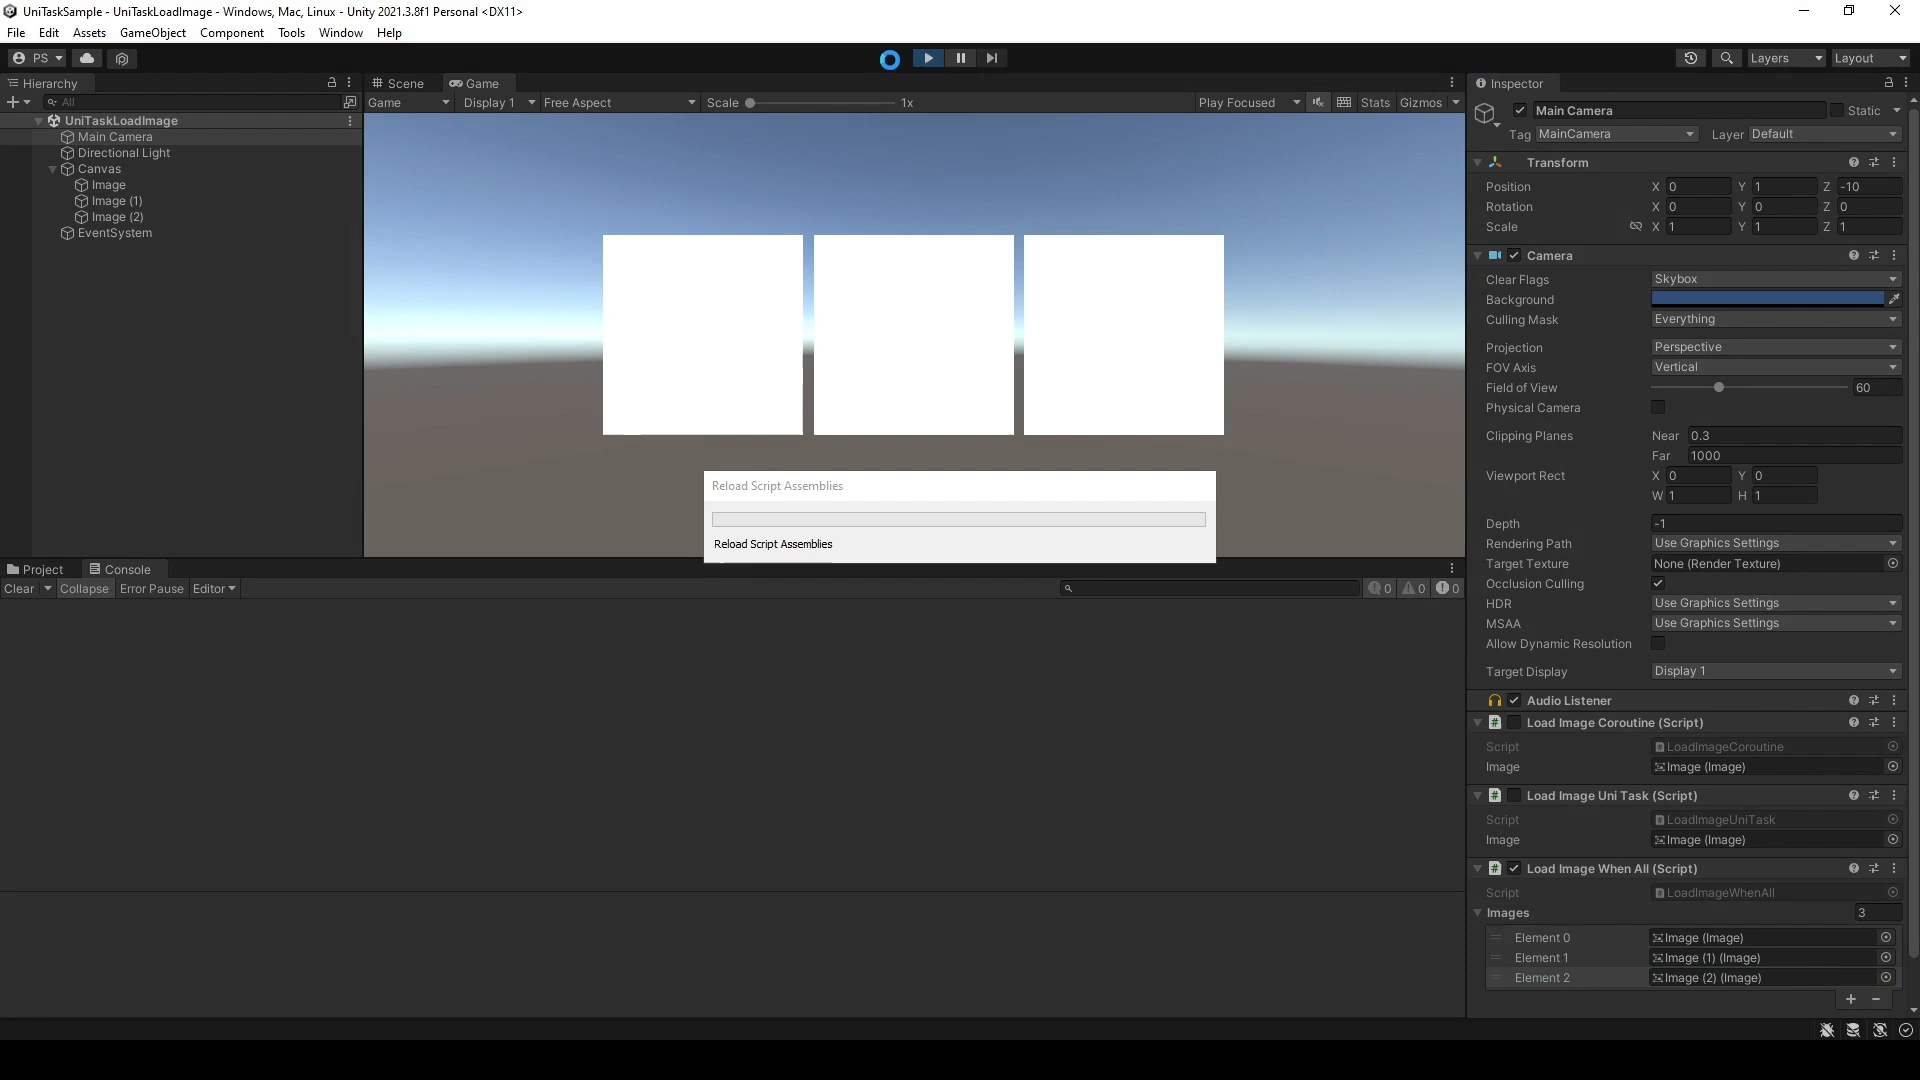 UniTaskSample - UniTaskLoadImage - Windows, Mac, Linux - Unity 2021.3.8f1 Personal <DX11>
File Edit Assets GameObject Component Tools Window Help
PS
Layers
Layout
Hierarchy
All
UniTaskLoadImage
Main Camera
Directional Light
Canvas
Image
Image (1)
Image (2)
EventSystem
Scene
Game
Game
Display 1
Free Aspect
Scale
1x
Play Focused
Stats
Gizmos
Reload Script Assemblies
Reload Script Assemblies
Project
Console
Clear
Collapse
Error Pause
Editor
0
0
0
Inspector
Main Camera
Static
Tag MainCamera
Layer Default
Transform
Position X 0 Y 1 Z -10
Rotation X 0 Y 0 Z 0
Scale X 1 Y 1 Z 1
Camera
Clear Flags Skybox
Background
Culling Mask Everything
Projection Perspective
FOV Axis Vertical
Field of View 60
Physical Camera
Clipping Planes Near 0.3
Far 1000
Viewport Rect X 0 Y 0
W 1 H 1
Depth -1
Rendering Path Use Graphics Settings
Target Texture None (Render Texture)
Occlusion Culling
HDR Use Graphics Settings
MSAA Use Graphics Settings
Allow Dynamic Resolution
Target Display Display 1
Audio Listener
# Load Image Coroutine (Script)
Script LoadImageCoroutine
Image Image (Image)
# Load Image Uni Task (Script)
Script LoadImageUniTask
Image Image (Image)
# Load Image When All (Script)
Script LoadImageWhenAll
Images 3
Element 0 Image (Image)
Element 1 Image (1) (Image)
Element 2 Image (2) (Image)
+ -